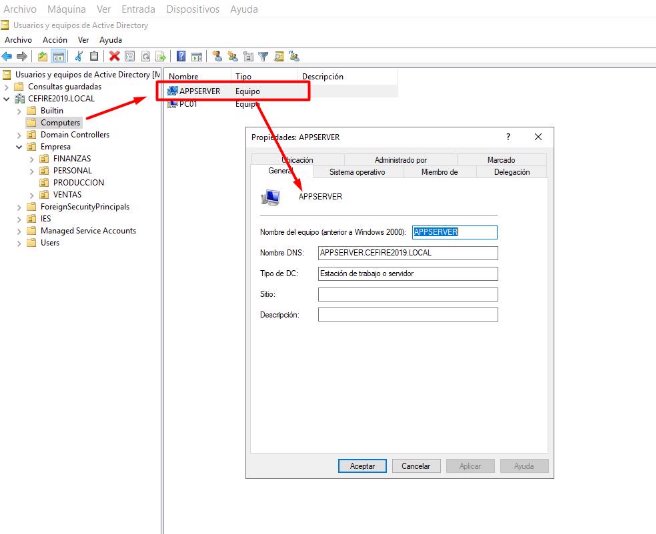 Archivo Máquina Ver Entrada Dispositivos Ayuda
Usuarios y equipos de Active Directory
Archivo Acción Ver Ayuda
Usuarios y equipos de Active Directory [M
Consultas guardadas
CEFIRE2019.LOCAL
Builtin
Computers
Domain Controllers
Empresa
FINANZAS
PERSONAL
PRODUCCION
VENTAS
ForeignSecurityPrincipals
IES
Managed Service Accounts
Users
Nombre Tipo Descripción
APPSERVER Equipo
PC01 Equipo
Propiedades: APPSERVER ? ×
Ubicación Administrado por Marcado
General Sistema operativo Miembro de Delegación
APPSERVER
Nombre del equipo (anterior a Windows 2000): APPSERVER
Nombre DNS: APPSERVER.CEFIRE2019.LOCAL
Tipo de DC: Estación de trabajo o servidor
Sitio:
Descripción:
Aceptar Cancelar Aplicar Ayuda